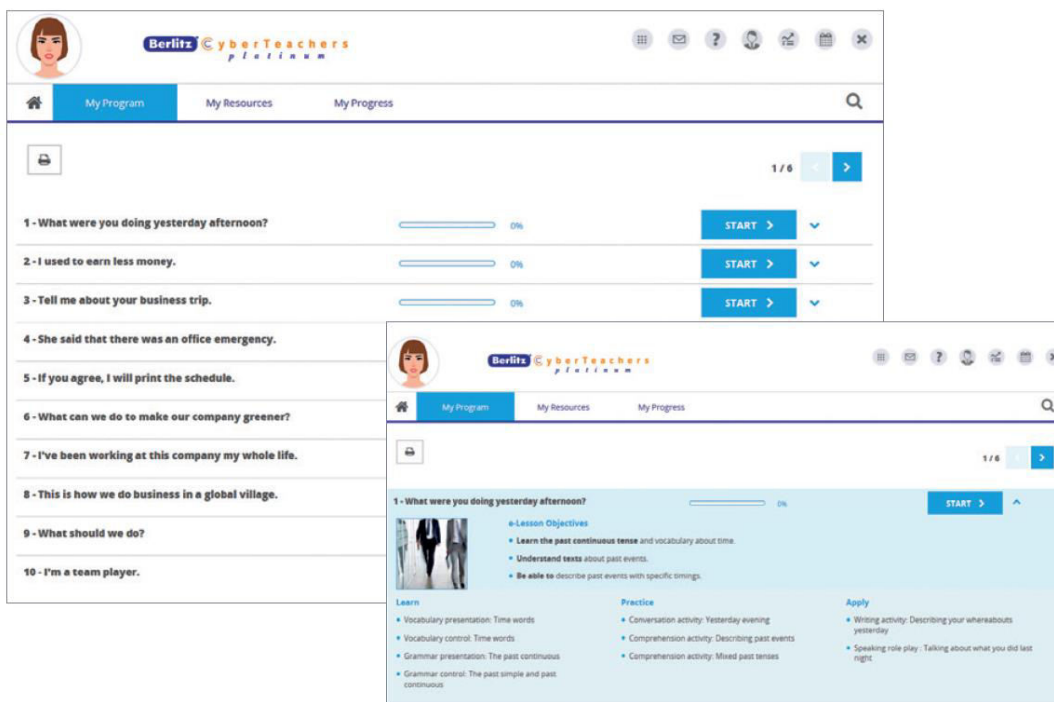 Berlitz CyberTeachers
platinum
My Program My Resources My Progress
1 / 6
1 - What were you doing yesterday afternoon? 0% START
2 - I used to earn less money. 0% START
3 - Tell me about your business trip. 0% START
4 - She said that there was an office emergency.
5 - If you agree, I will print the schedule.
6 - What can we do to make our company greener?
7 - I've been working at this company my whole life.
8 - This is how we do business in a global village.
9 - What should we do?
10 - I'm a team player.
Berlitz CyberTeachers
platinum
My Program My Resources My Progress
1 / 6
1 - What were you doing yesterday afternoon? 0% START
e-Lesson Objectives
Learn the past continuous tense and vocabulary about time.
Understand texts about past events.
Be able to describe past events with specific timings.
Learn
Vocabulary presentation: Time words
Vocabulary control: Time words
Grammar presentation: The past continuous
Grammar control: The past simple and past
continuous
Practice
Conversation activity: Yesterday evening
Comprehension activity: Describing past events
Comprehension activity: Mixed past tenses
Apply
Writing activity: Describing your whereabouts
yesterday
Speaking role play : Talking about what you did last
night